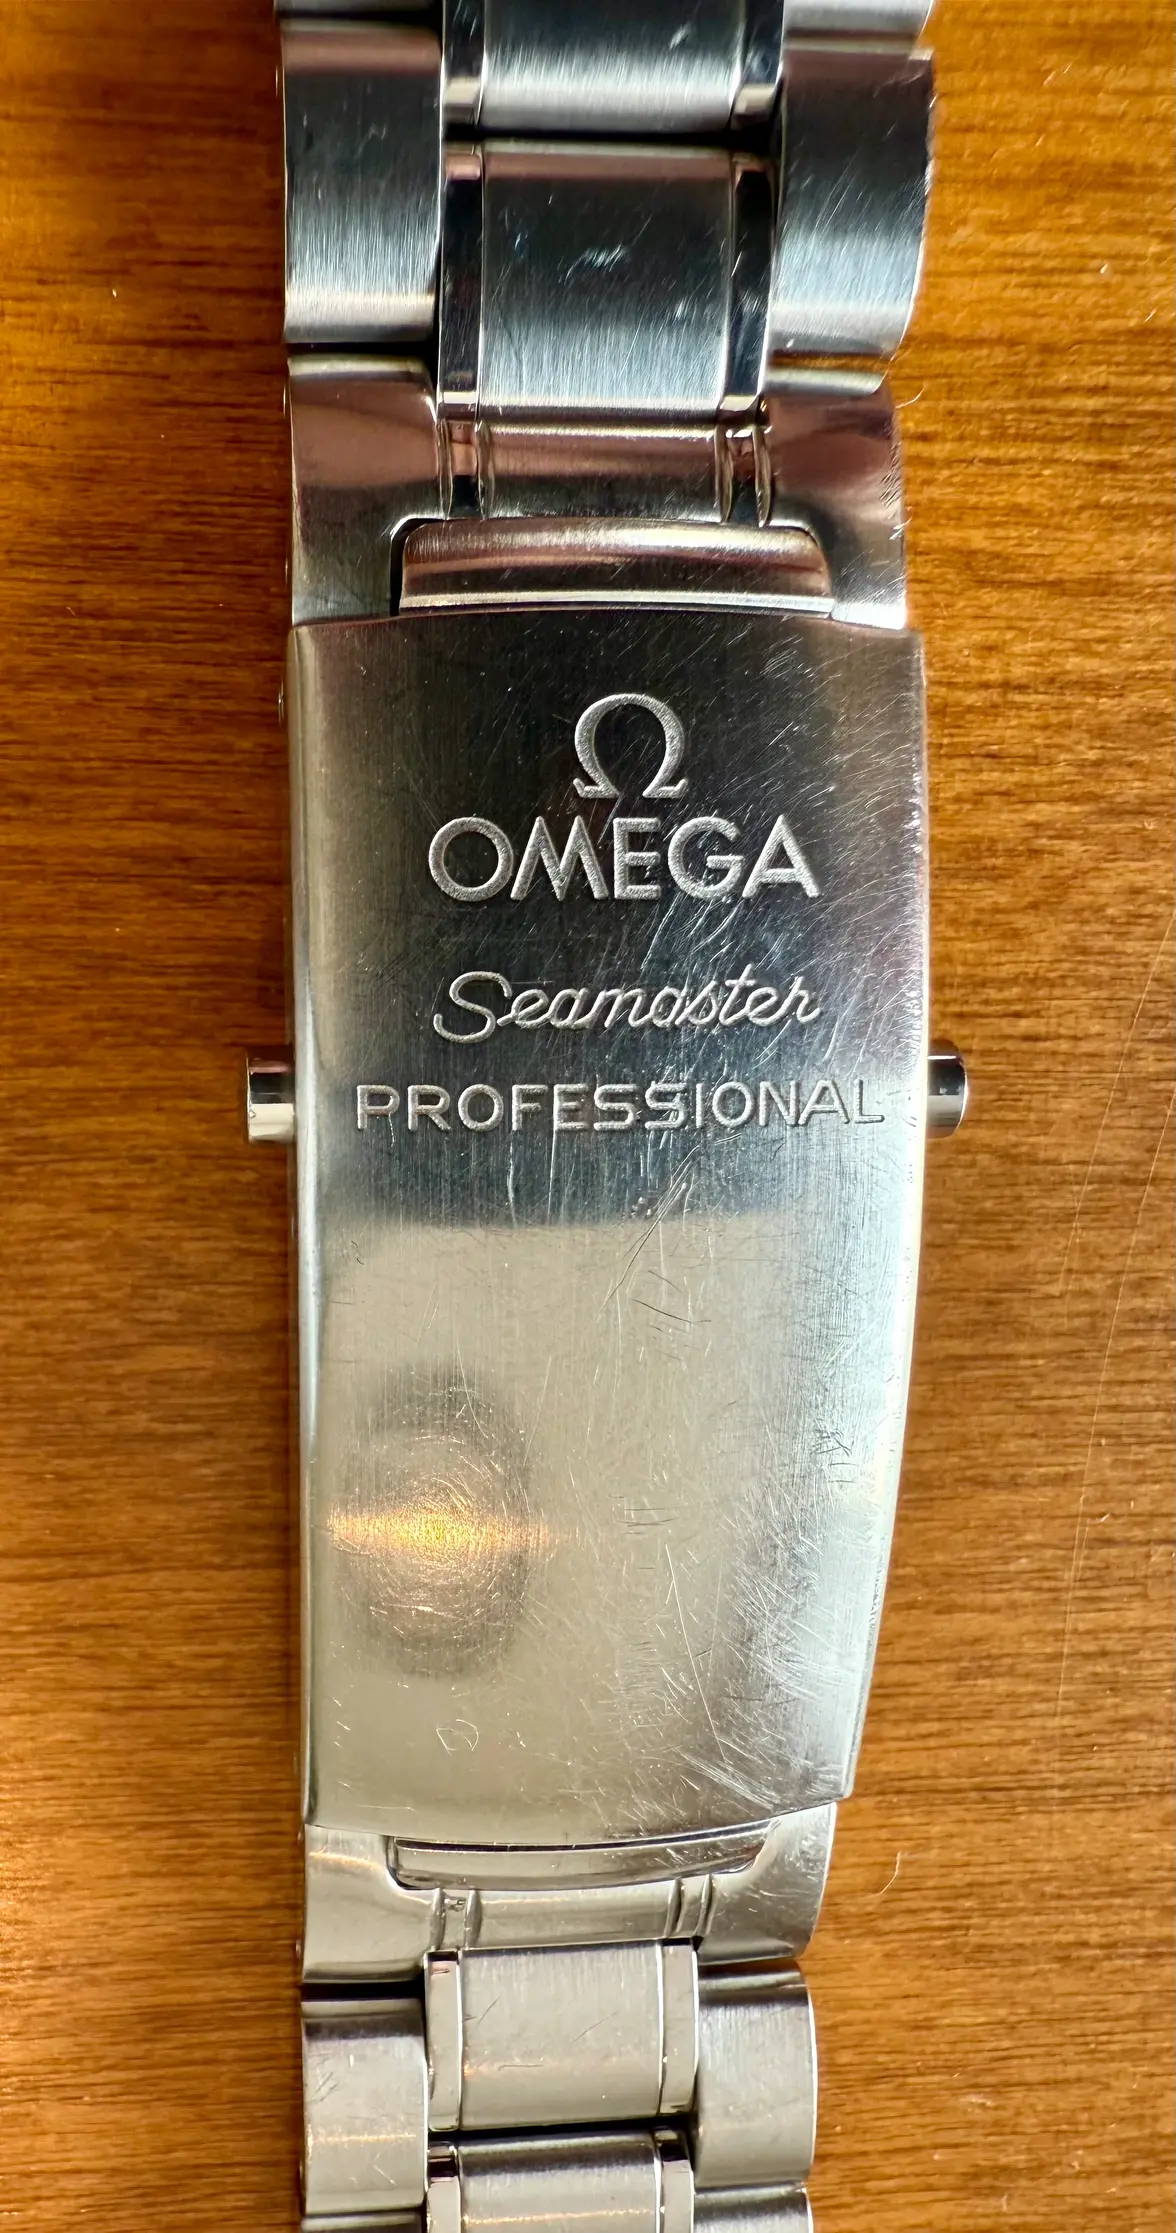 Ω
OMEGA
Seamaster
PROFESSIONAL